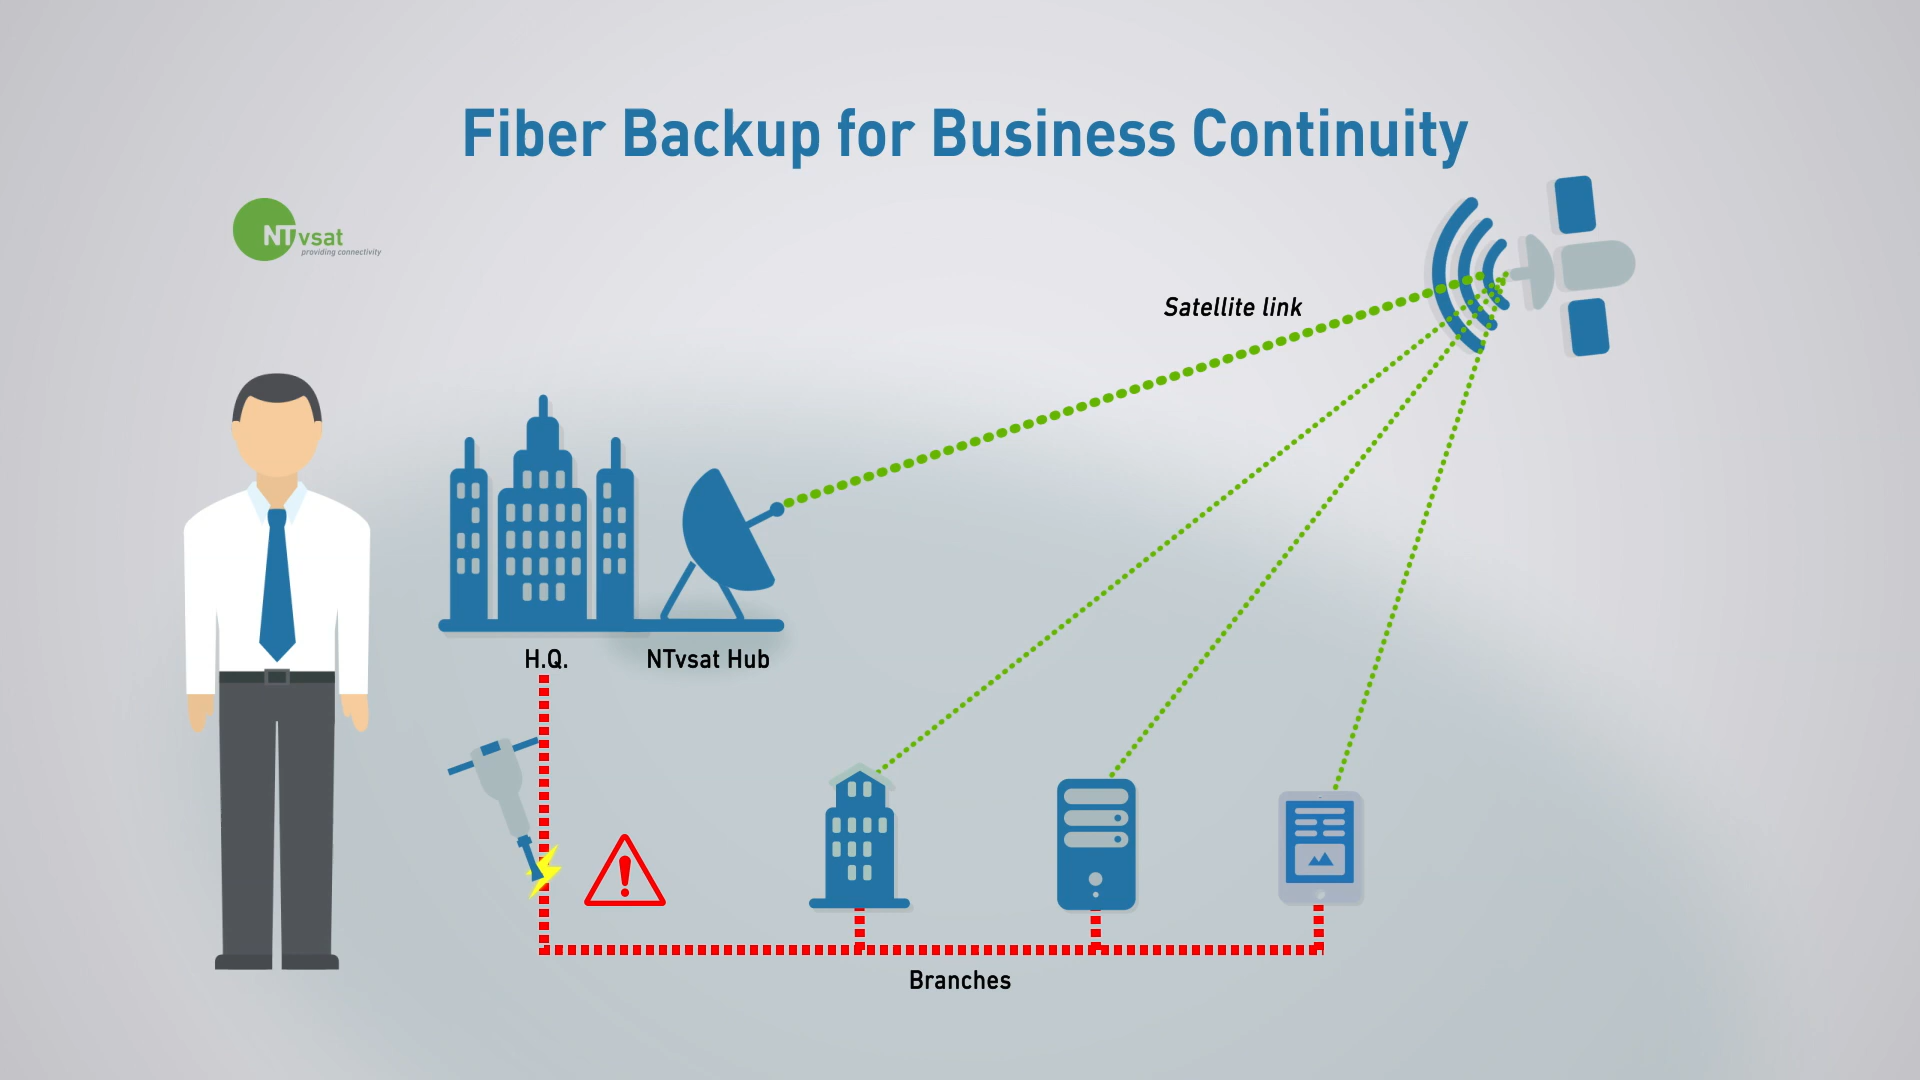 Fiber Backup for Business Continuity
NTvsat
providing connectivity
Satellite link
H.Q.
NTvsat Hub
Branches